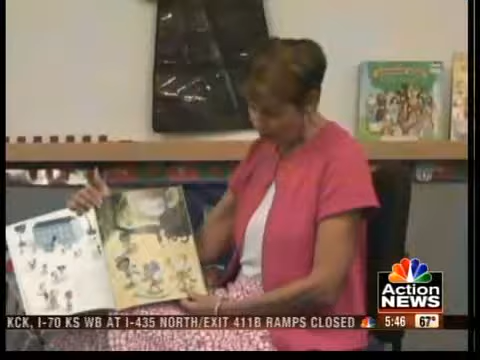 Action
NEWS
KCK, I-70 KS WB AT I-435 NORTH/EXIT 411B RAMPS CLOSED 5:46 67°